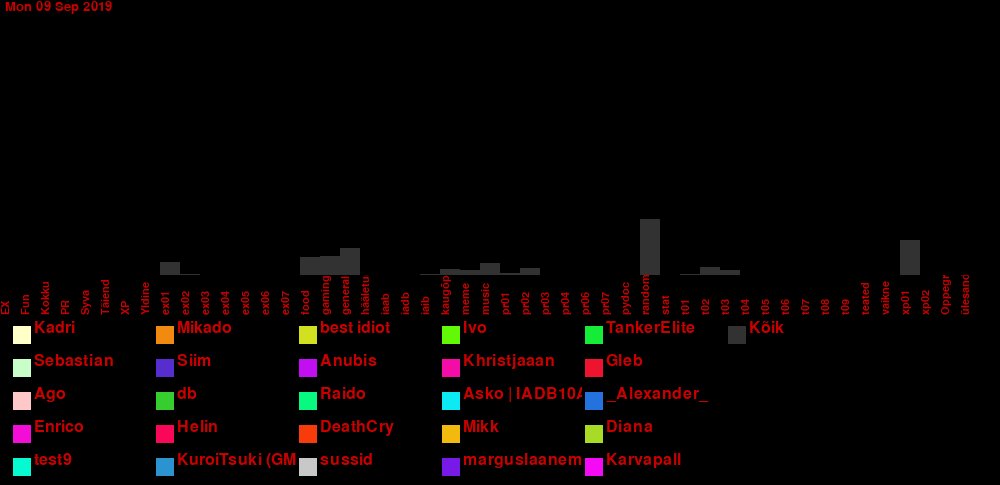 Mon 09 Sep 2019
EX Fun Kokku PR Syva Täiend XP Yldine ex01 ex02 ex03 ex04 ex05 ex06 ex07 food gaming general hääletu iaab iadb iaib kaugõp meme music pr01 pr02 pr03 pr04 pr06 pr07 pydoc random stat t01 t02 t03 t04 t05 t06 t07 t08 t09 teated vaikne xp01 xp02 Oppegr ülesand
Kadri Mikado best idiot Ivo TankerElite Kõik
Sebastian Siim Anubis Khristjaaan Gleb
Ago db Raido Asko | IADB10A _Alexander_
Enrico Helin DeathCry Mikk Diana
test9 KuroiTsuki (GM sussid marguslaanem Karvapall